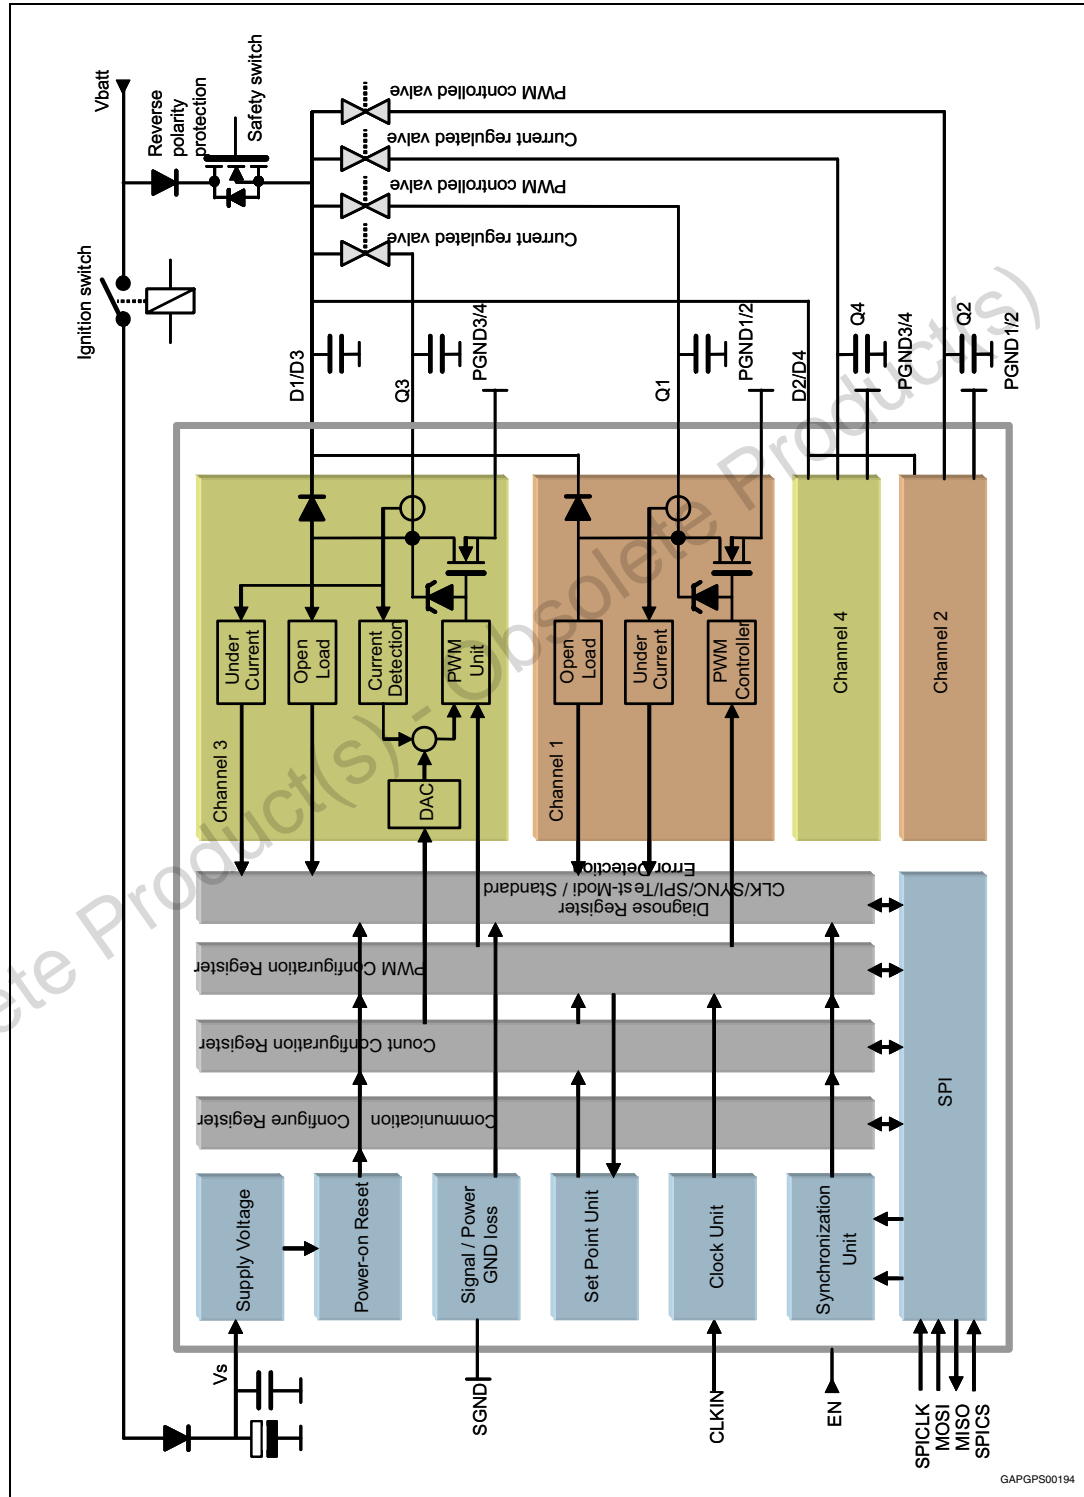 Vbatt
Reverse
polarity
protection
Safety switch
Ignition switch
PWM controlled valve
Current regulated valve
PWM controlled valve
Current regulated valve
D1/D3
Q3
PGND3/4
Q1
PGND1/2
D2/D4
Q4
PGND3/4
Q2
PGND1/2
Under
Current
Open
Load
Current
Detection
PWM
Unit
Channel 3
DAC
Open
Load
Under
Current
PWM
Controller
Channel 1
Channel 4
Channel 2
Diagnose Register
CLK/SYNC/SPI/Test-Modi / Standard
Error Detection
PWM Configuration Register
Count Configuration Register
Communication
Configure Register
SPI
Supply Voltage
Power-on Reset
Signal / Power
GND loss
Set Point Unit
Clock Unit
Synchronization
Unit
Vs
SGND
CLKIN
EN
SPICLK
MOSI
MISO
SPICS
GAPGPS00194
ete Product(s) - Obsolete Product(s)